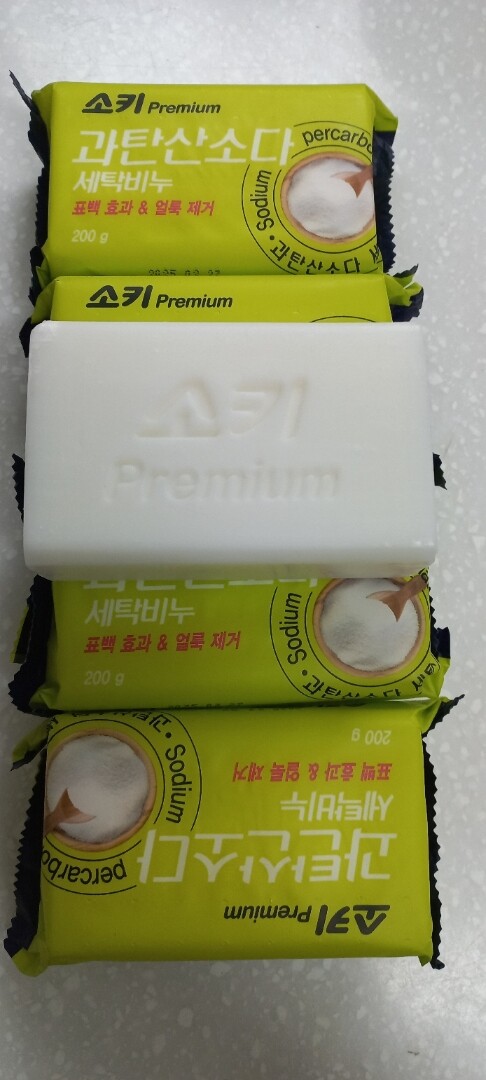 소키 Premium
과탄산소다
세탁비누
표백 효과 & 얼룩 제거
200 g
Sodium
percarbo
과탄산소다 세
소키 Premium
소키
Premium
과탄산소다
세탁비누
표백 효과 & 얼룩 제거
200 g
Sodium
소키 Premium
과탄산소다
세탁비누
표백 효과 & 얼룩 제거
200 g
Sodium
percarbo